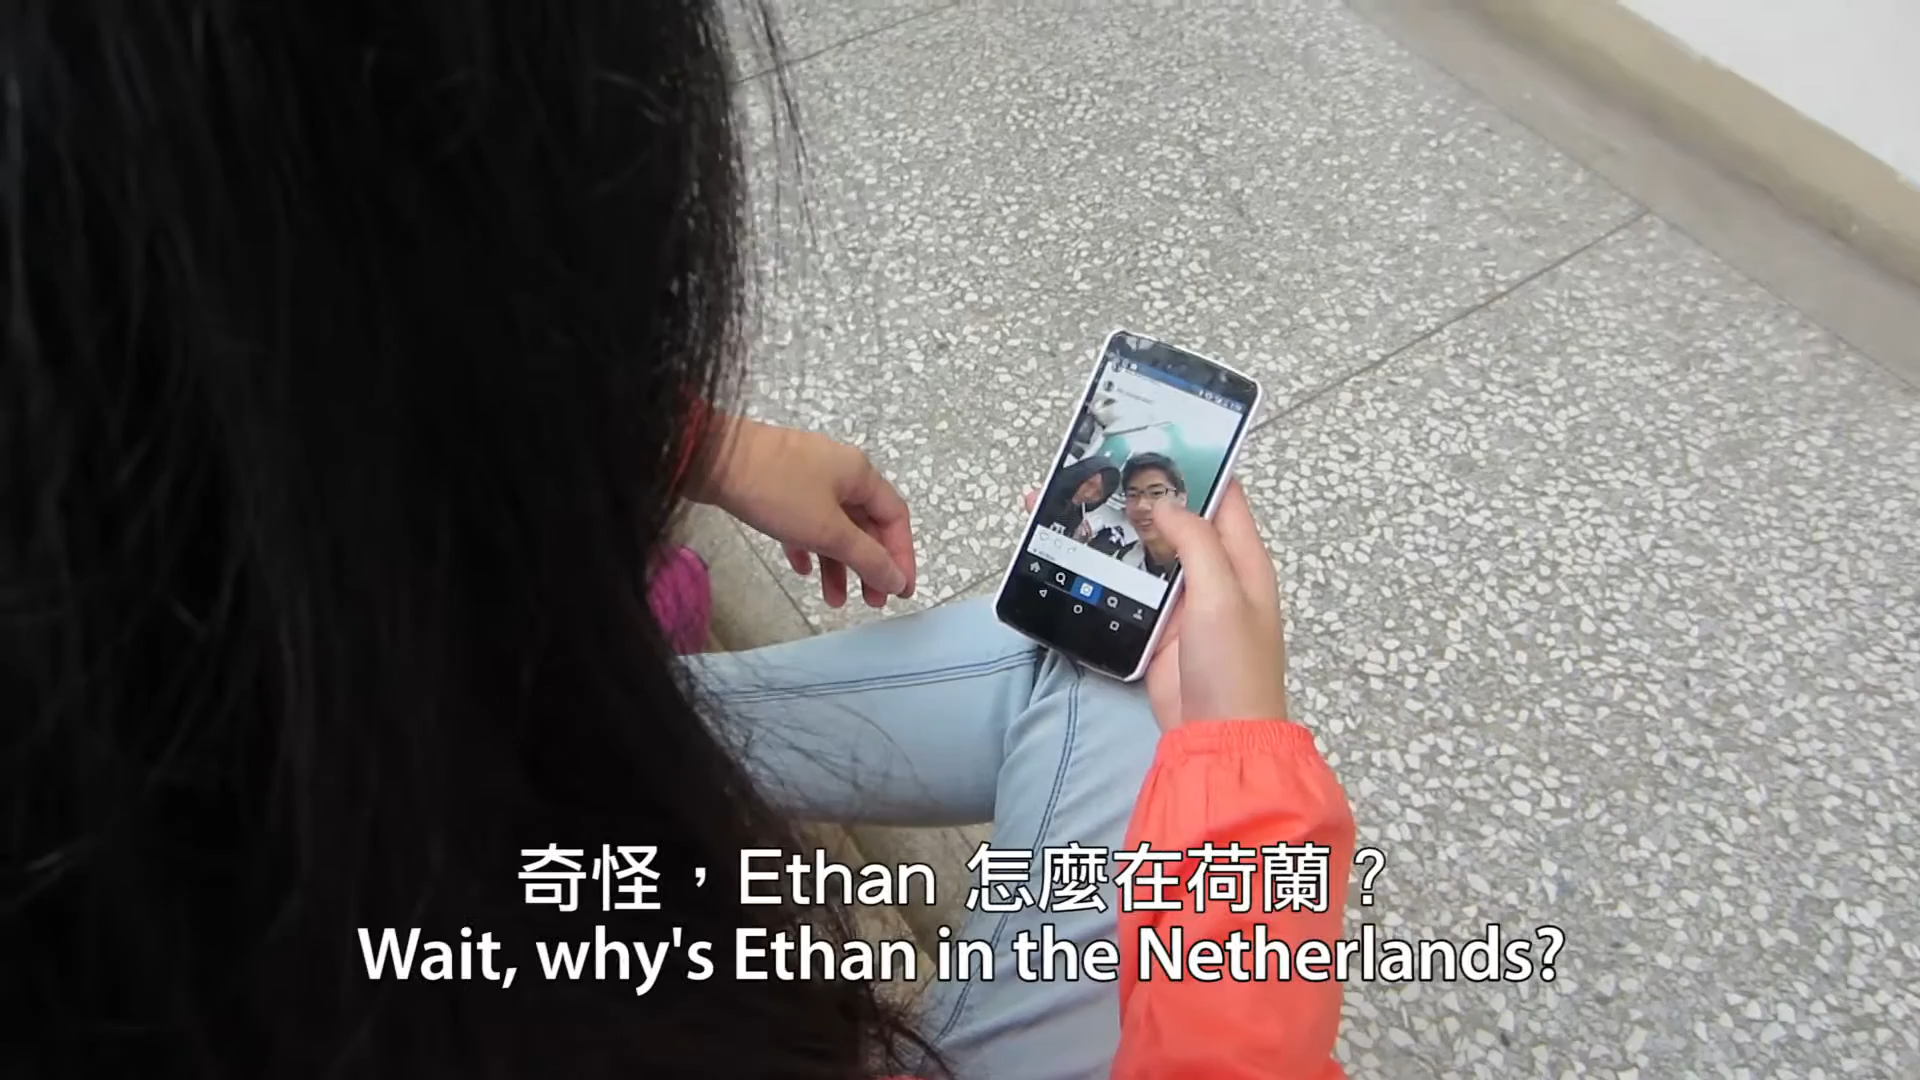 奇怪，Ethan 怎麼在荷蘭？
Wait, why's Ethan in the Netherlands?